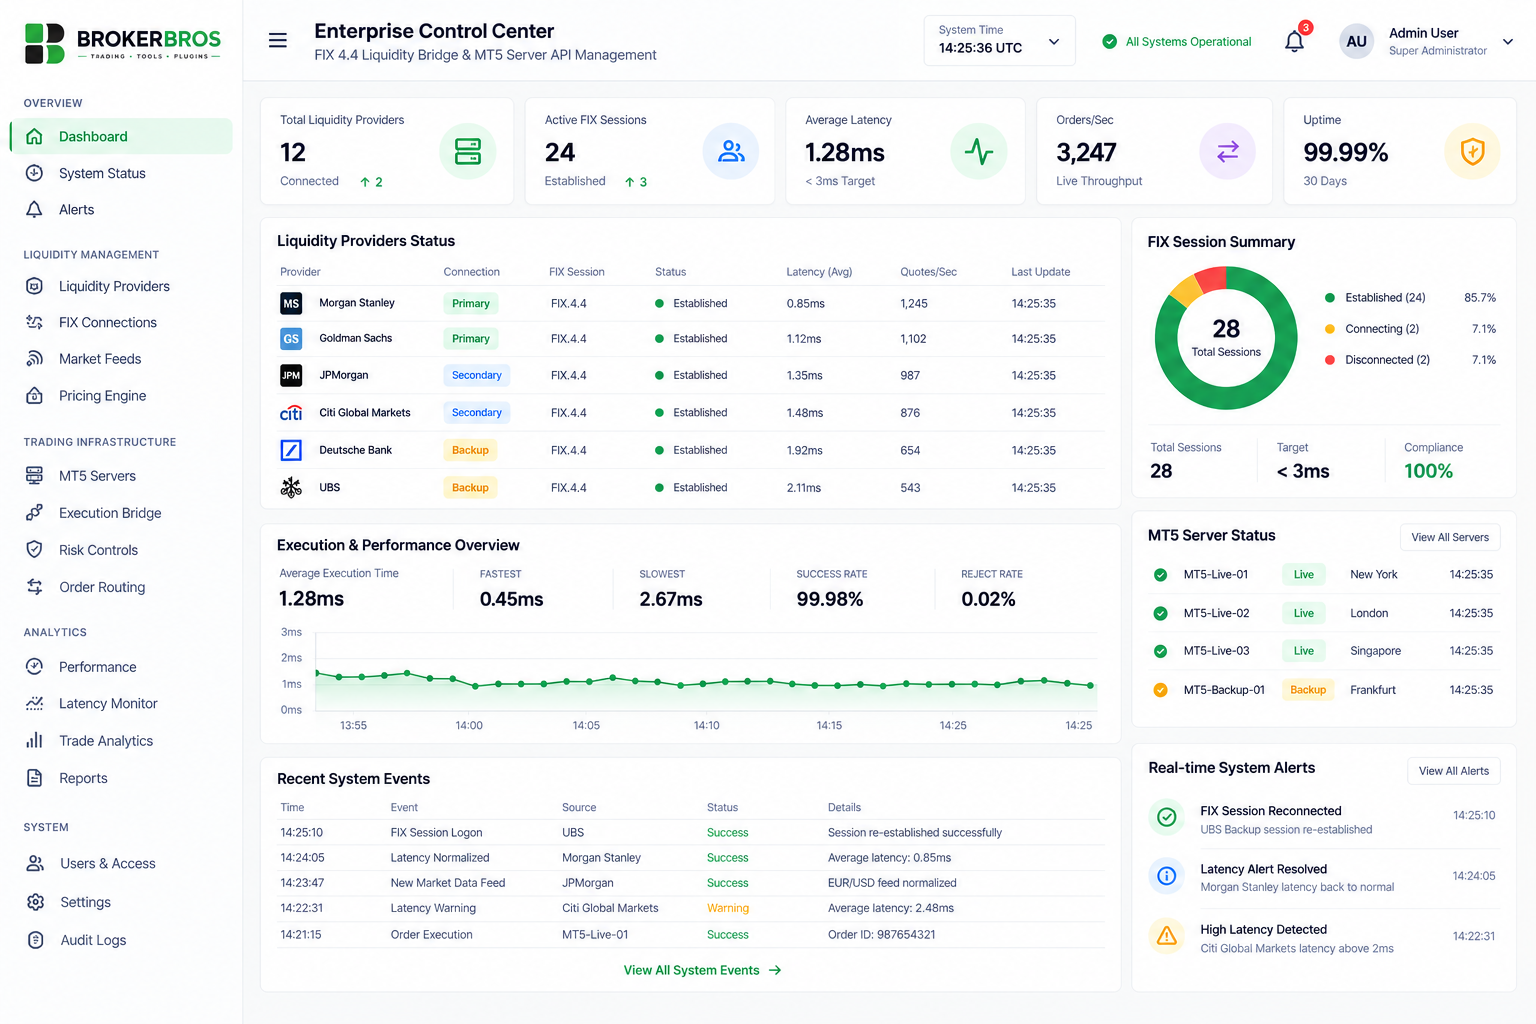 BROKERBROS
TRADING • TOOLS • PLUGINS
OVERVIEW
Dashboard
System Status
Alerts
LIQUIDITY MANAGEMENT
Liquidity Providers
FIX Connections
Market Feeds
Pricing Engine
TRADING INFRASTRUCTURE
MT5 Servers
Execution Bridge
Risk Controls
Order Routing
ANALYTICS
Performance
Latency Monitor
Trade Analytics
Reports
SYSTEM
Users & Access
Settings
Audit Logs
Enterprise Control Center
FIX 4.4 Liquidity Bridge & MT5 Server API Management
System Time
14:25:36 UTC
All Systems Operational
3
AU
Admin User
Super Administrator
Total Liquidity Providers
12
Connected ↑ 2
Active FIX Sessions
24
Established ↑ 3
Average Latency
1.28ms
< 3ms Target
Orders/Sec
3,247
Live Throughput
Uptime
99.99%
30 Days
Liquidity Providers Status
Provider Connection FIX Session Status Latency (Avg) Quotes/Sec Last Update
MS Morgan Stanley Primary FIX.4.4 Established 0.85ms 1,245 14:25:35
GS Goldman Sachs Primary FIX.4.4 Established 1.12ms 1,102 14:25:35
JPM JPMorgan Secondary FIX.4.4 Established 1.35ms 987 14:25:35
citi Citi Global Markets Secondary FIX.4.4 Established 1.48ms 876 14:25:35
Deutsche Bank Backup FIX.4.4 Established 1.92ms 654 14:25:35
UBS Backup FIX.4.4 Established 2.11ms 543 14:25:35
FIX Session Summary
28
Total Sessions
Established (24) 85.7%
Connecting (2) 7.1%
Disconnected (2) 7.1%
Total Sessions
28
Target
< 3ms
Compliance
100%
Execution & Performance Overview
Average Execution Time
1.28ms
FASTEST
0.45ms
SLOWEST
2.67ms
SUCCESS RATE
99.98%
REJECT RATE
0.02%
3ms
2ms
1ms
0ms
13:55 14:00 14:05 14:10 14:15 14:25 14:25
MT5 Server Status
View All Servers
MT5-Live-01 Live New York 14:25:35
MT5-Live-02 Live London 14:25:35
MT5-Live-03 Live Singapore 14:25:35
MT5-Backup-01 Backup Frankfurt 14:25:35
Recent System Events
Time Event Source Status Details
14:25:10 FIX Session Logon UBS Success Session re-established successfully
14:24:05 Latency Normalized Morgan Stanley Success Average latency: 0.85ms
14:23:47 New Market Data Feed JPMorgan Success EUR/USD feed normalized
14:22:31 Latency Warning Citi Global Markets Warning Average latency: 2.48ms
14:21:15 Order Execution MT5-Live-01 Success Order ID: 987654321
View All System Events →
Real-time System Alerts
View All Alerts
FIX Session Reconnected
UBS Backup session re-established
14:25:10
Latency Alert Resolved
Morgan Stanley latency back to normal
14:24:05
High Latency Detected
Citi Global Markets latency above 2ms
14:22:31